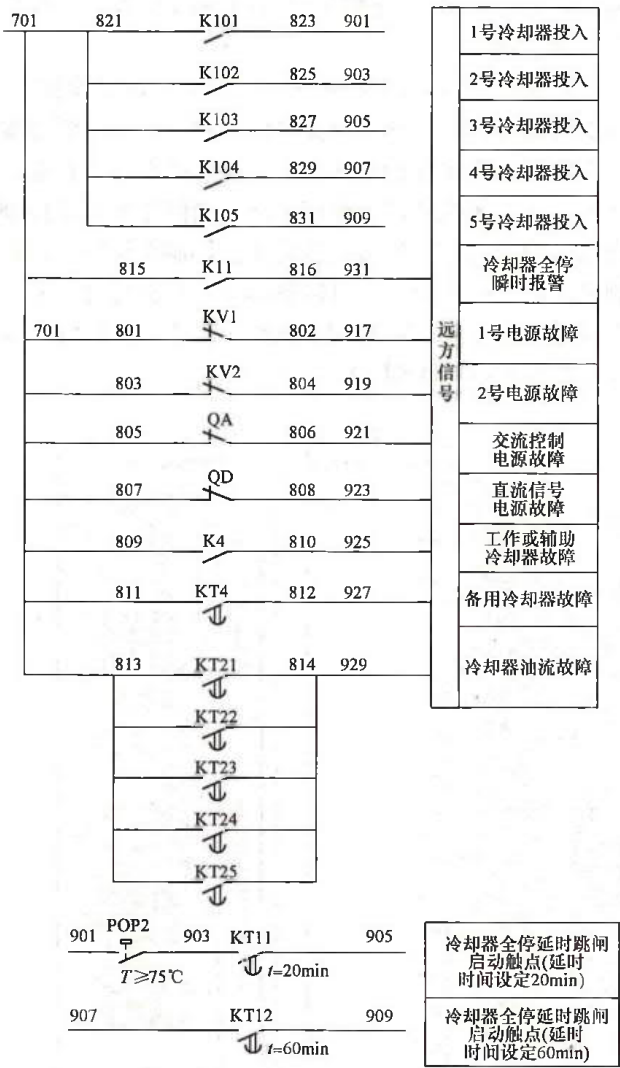 701 821 K101 823 901 1号冷却器投入
K102 825 903 2号冷却器投入
K103 827 905 3号冷却器投入
K104 829 907 4号冷却器投入
K105 831 909 5号冷却器投入
815 K11 816 931 冷却器全停
瞬时报警
701 801 KV1 802 917 1号电源故障
远方信号
803 KV2 804 919 2号电源故障
805 QA 806 921 交流控制
电源故障
807 QD 808 923 直流信号
电源故障
809 K4 810 925 工作或辅助
冷却器故障
811 KT4 812 927 备用冷却器故障
813 KT21 814 929 冷却器油流故障
KT22
KT23
KT24
KT25
901 POP2 903 KT11 905
T≥75℃ t=20min
冷却器全停延时跳闸
启动触点(延时
时间设定20min)
907 KT12 909
t=60min
冷却器全停延时跳闸
启动触点(延时
时间设定60min)